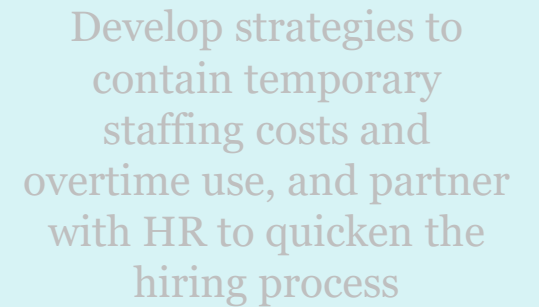 Develop strategies to
contain temporary
staffing costs and
overtime use, and partner
with HR to quicken the
hiring process